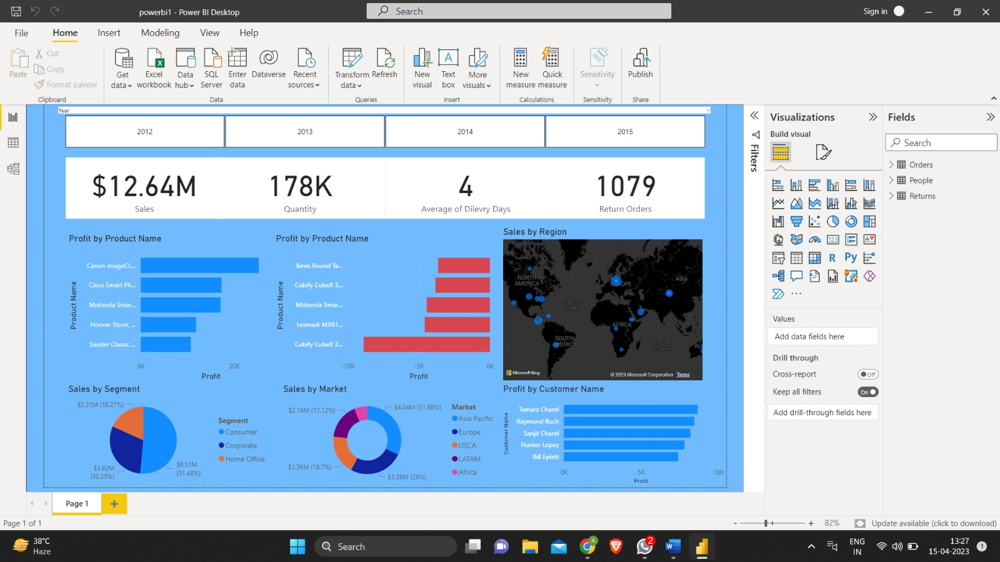 powerbi1 - Power BI Desktop
Search
Sign in
File
Home
Insert
Modeling
View
Help
Paste
Cut
Copy
Format painter
Clipboard
Get data
Excel workbook
Data hub
SQL Server
Enter data
Dataverse
Recent sources
Data
Transform data
Refresh
Queries
New visual
Text box
More visuals
Insert
New measure
Quick measure
Calculations
Sensitivity
Sensitivity
Publish
Share
Year
2012
2013
2014
2015
$12.64M
Sales
178K
Quantity
4
Average of Dilevry Days
1079
Return Orders
Profit by Product Name
Product Name
Canon imageCL...
Cisco Smart Ph...
Motorola Smar...
Hoover Stove, ...
Sauder Classic ...
0K
20K
Profit
Profit by Product Name
Product Name
Bevis Round Ta...
Cubify CubeX 3...
Motorola Smar...
Lexmark MX61...
Cubify CubeX 3...
-10K
-5K
0K
Profit
Sales by Region
NORTH AMERICA
EUROPE
ASIA
Atlantic Ocean
AFRICA
SOUTH AMERICA
Indian Ocean
AU
Microsoft Bing
© 2023 Microsoft Corporation
Terms
Sales by Segment
$2.31M (18.27%)
$3.82M (30.25%)
$6.51M (51.48%)
Segment
Consumer
Corporate
Home Office
Sales by Market
$2.16M (17.12%)
$4.04M (31.98%)
$2.36M (18.7%)
$3.29M (26%)
Market
Asia Pacific
Europe
USCA
LATAM
Africa
Profit by Customer Name
Customer Name
Tamara Chand
Raymond Buch
Sanjit Chand
Hunter Lopez
Bill Eplett
0K
5K
10K
Profit
Filters
Visualizations
Build visual
123
R
Py
Values
Add data fields here
Drill through
Cross-report
Off
Keep all filters
On
Add drill-through fields here
Fields
Search
Orders
People
Returns
Page 1
Page 1 of 1
82%
Update available (click to download)
38°C
Haze
Search
A
2
ENG
IN
13:27
15-04-2023
1